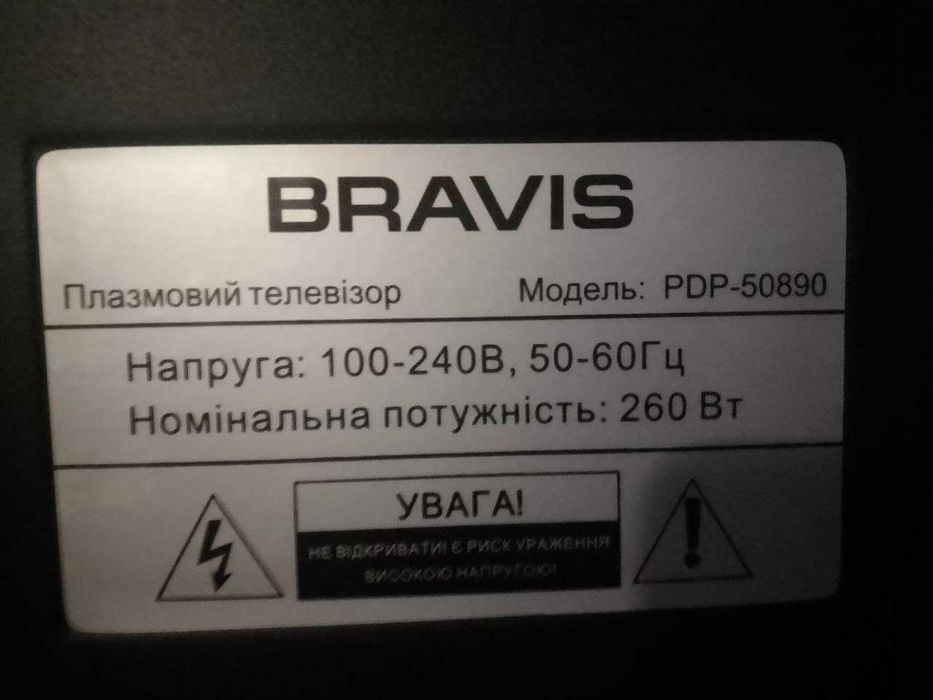 BRAVIS
Плазмовий телевізор Модель: PDP-50890
Напруга: 100-240В, 50-60Гц
Номінальна потужність: 260 Вт
УВАГА!
НЕ ВІДКРИВАТИ! Є РИСК УРАЖЕННЯ
ВИСОКОЮ НАПРУГОЮ!